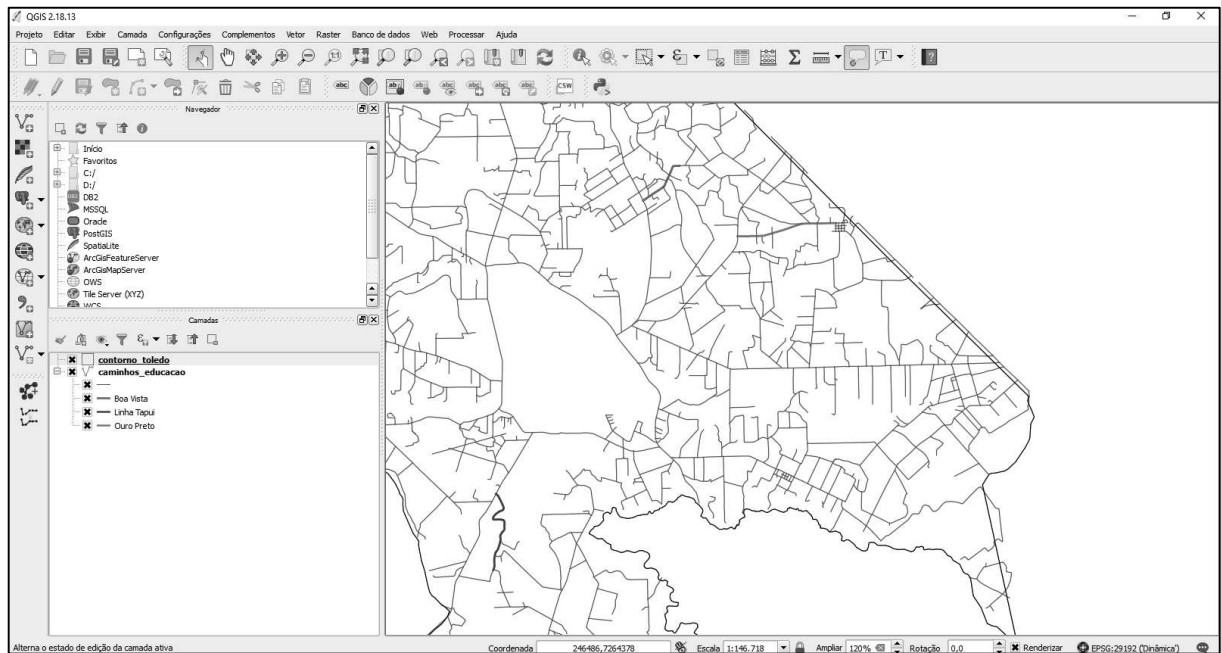 QGIS 2.18.13
Projeto Editar Exibir Camada Configurações Complementos Vetor Raster Banco de dados Web Processar Ajuda
Navegador
Início
Favoritos
C:/
D:/
DB2
MSSQL
Oracle
PostGIS
SpatiaLite
ArcGisFeatureServer
ArcGisMapServer
OWS
Tile Server (XYZ)
WCS
Camadas
contorno_toledo
caminhos_educacao
Boa Vista
Linha Tapui
Ouro Preto
Alterna o estado de edição da camada ativa Coordenada 246486,7264378 Escala 1:146.718 Ampliar 120% Rotação 0,0 Renderizar EPSG:29192 ('Dinâmica')